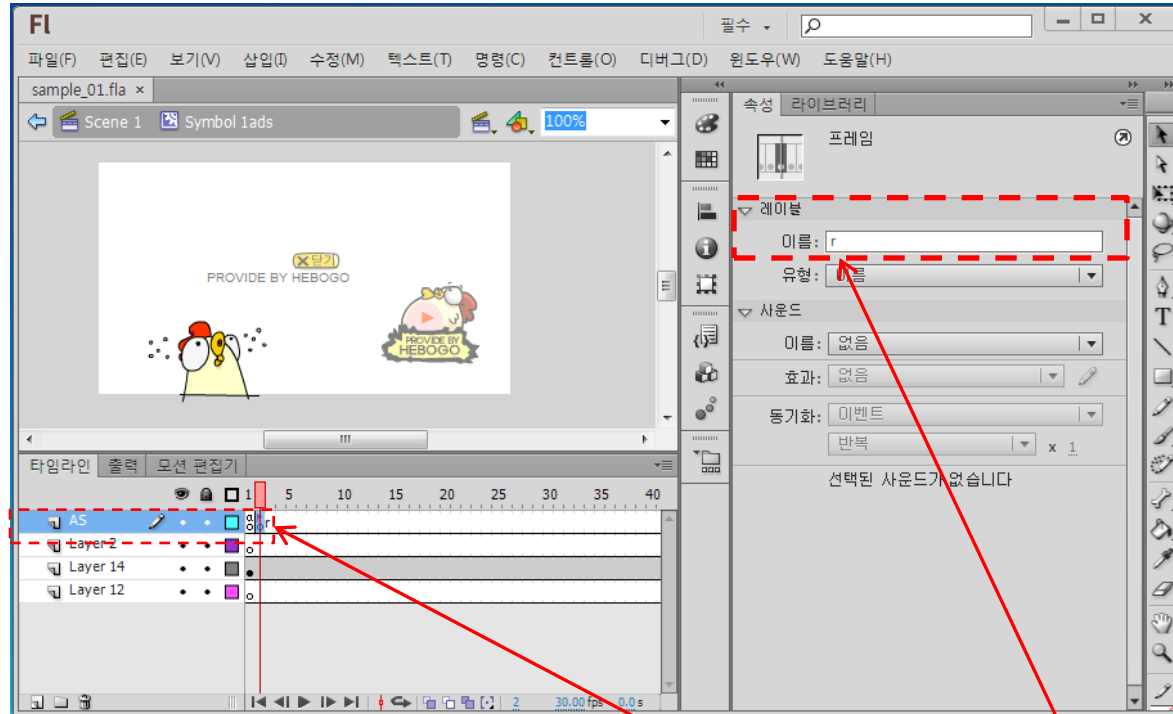 Fl
필수
파일(F) 편집(E) 보기(V) 삽입(I) 수정(M) 텍스트(T) 명령(C) 컨트롤(O) 디버그(D) 윈도우(W) 도움말(H)
sample_01.fla ×
Scene 1 Symbol 1ads 100%
닫기
PROVIDE BY HEBOGO
PROVIDE BY
HEBOGO
타임라인 출력 모션 편집기
1 5 10 15 20 25 30 35 40
AS r
Layer 2
Layer 14
Layer 12
2 30.00 fps 0.0 s
속성 라이브러리
프레임
레이블
이름: r
유형: 이름
사운드
이름: 없음
효과: 없음
동기화: 이벤트
반복 x 1
선택된 사운드가 없습니다